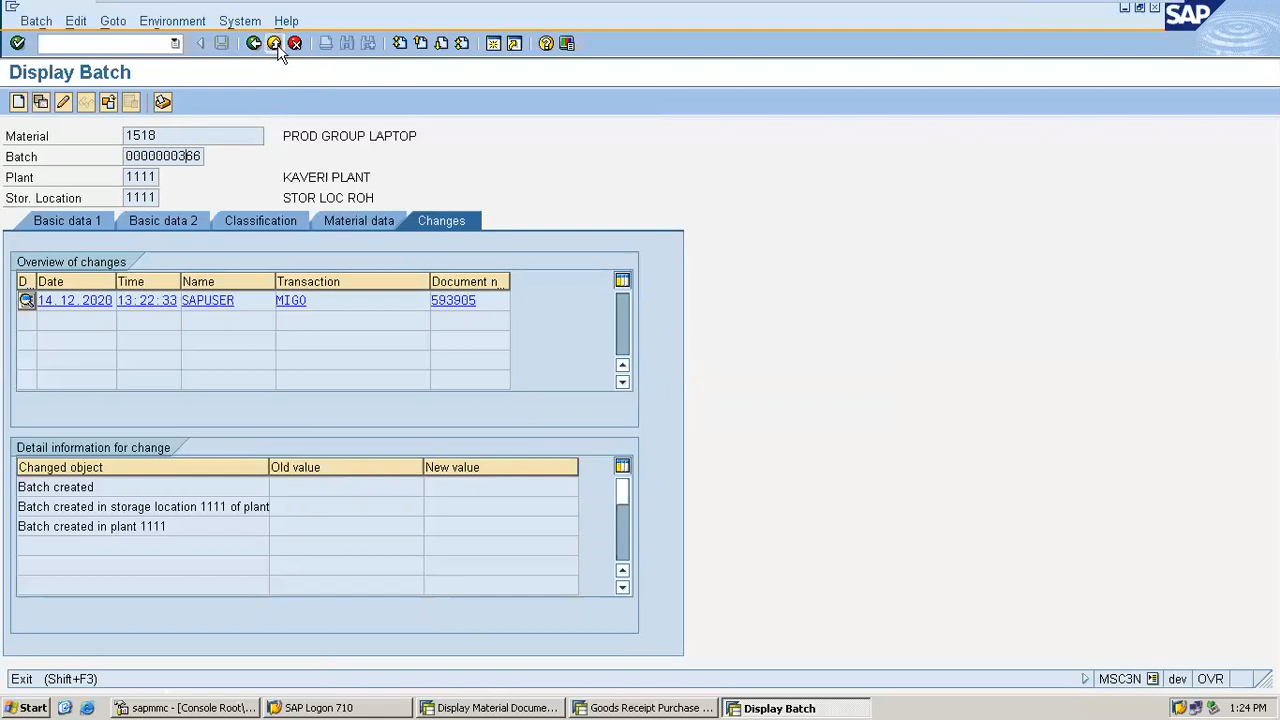 Batch Edit Goto Environment System Help
SAP
Display Batch
Material 1518 PROD GROUP LAPTOP
Batch 0000000366
Plant 1111 KAVERI PLANT
Stor. Location 1111 STOR LOC ROH
Basic data 1 Basic data 2 Classification Material data Changes
Overview of changes
D.. Date Time Name Transaction Document n...
14.12.2020 13:22:33 SAPUSER MIGO 593905
Detail information for change
Changed object Old value New value
Batch created
Batch created in storage location 1111 of plant
Batch created in plant 1111
Exit (Shift+F3) MSC3N dev OVR
Start sapmmc - [Console Root\... SAP Logon 710 Display Material Docume... Goods Receipt Purchase ... Display Batch 1:24 PM